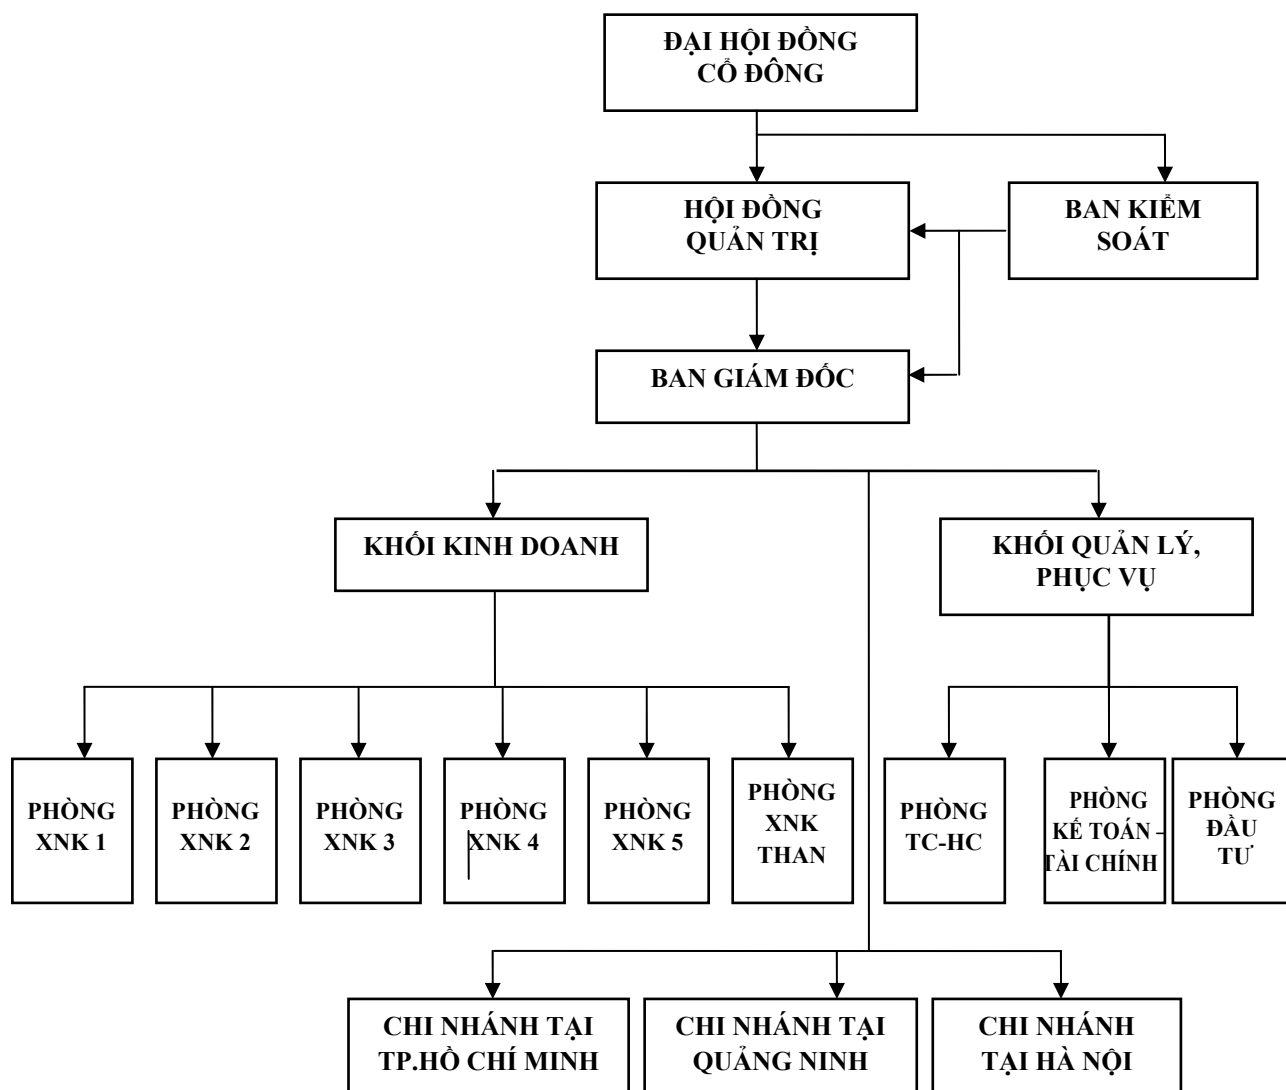 ĐẠI HỘI ĐỒNG
CỔ ĐÔNG
HỘI ĐỒNG
QUẢN TRỊ
BAN KIỂM
SOÁT
BAN GIÁM ĐỐC
KHỐI KINH DOANH
KHỐI QUẢN LÝ,
PHỤC VỤ
PHÒNG
XNK 1
PHÒNG
XNK 2
PHÒNG
XNK 3
PHÒNG
XNK 4
PHÒNG
XNK 5
PHÒNG
XNK
THAN
PHÒNG
TC-HC
PHÒNG
KẾ TOÁN –
TÀI CHÍNH
PHÒNG
ĐẦU
TƯ
CHI NHÁNH TẠI
TP.HỒ CHÍ MINH
CHI NHÁNH TẠI
QUẢNG NINH
CHI NHÁNH
TẠI HÀ NỘI